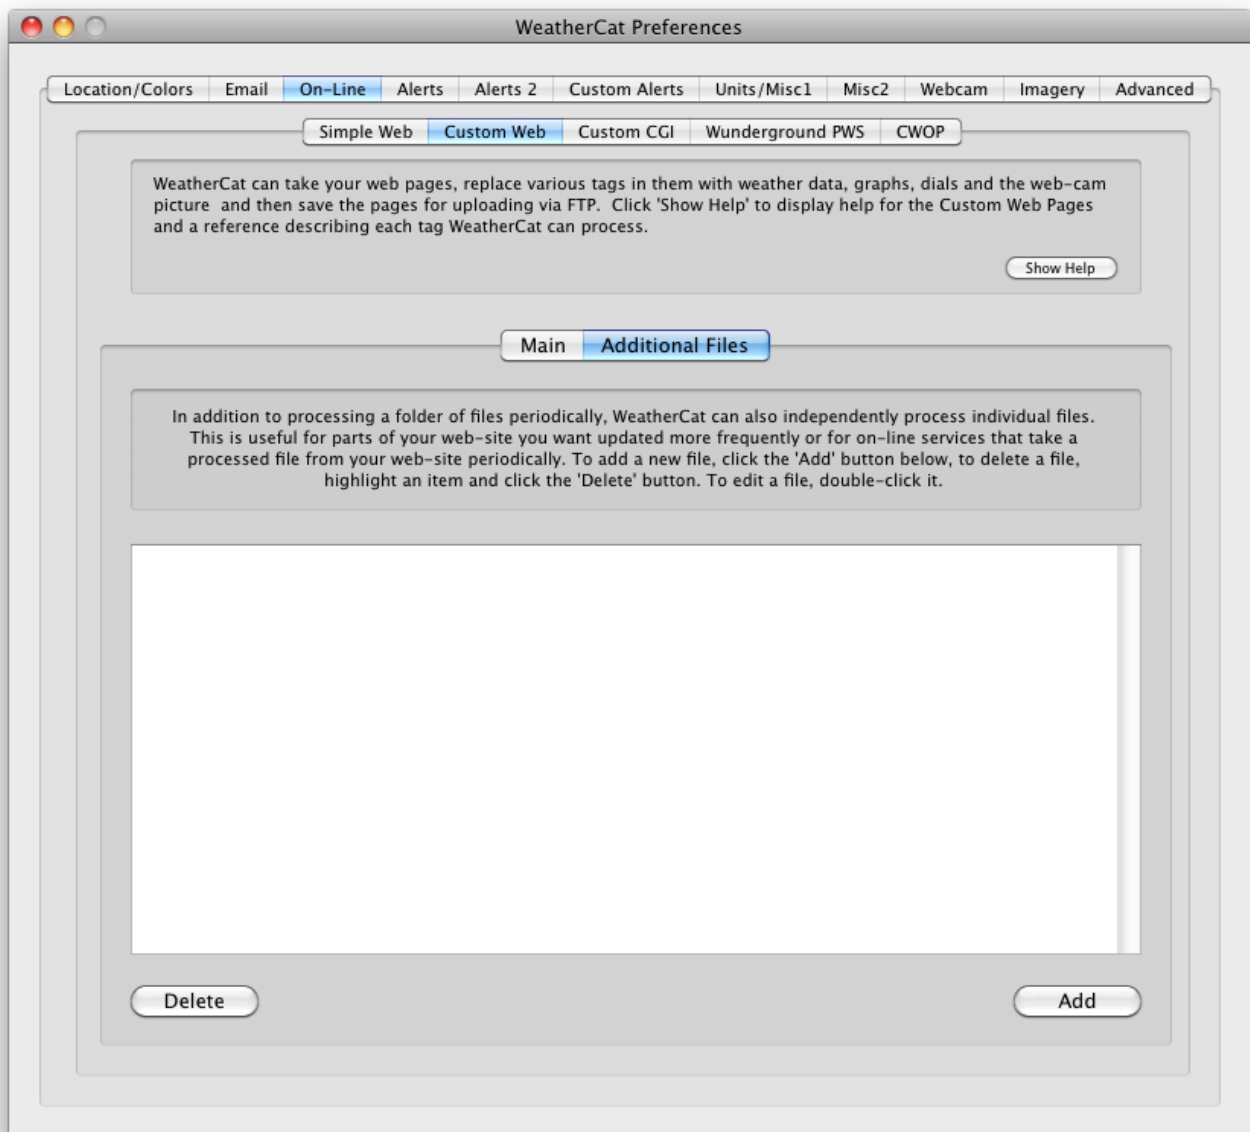 WeatherCat Preferences
Location/Colors Email On-Line Alerts Alerts 2 Custom Alerts Units/Misc1 Misc2 Webcam Imagery Advanced
Simple Web Custom Web Custom CGI Wunderground PWS CWOP
WeatherCat can take your web pages, replace various tags in them with weather data, graphs, dials and the web-cam
picture  and then save the pages for uploading via FTP.  Click 'Show Help' to display help for the Custom Web Pages
and a reference describing each tag WeatherCat can process.
Show Help
Main Additional Files
In addition to processing a folder of files periodically, WeatherCat can also independently process individual files.
This is useful for parts of your web-site you want updated more frequently or for on-line services that take a
processed file from your web-site periodically. To add a new file, click the 'Add' button below, to delete a file,
highlight an item and click the 'Delete' button. To edit a file, double-click it.
Delete Add